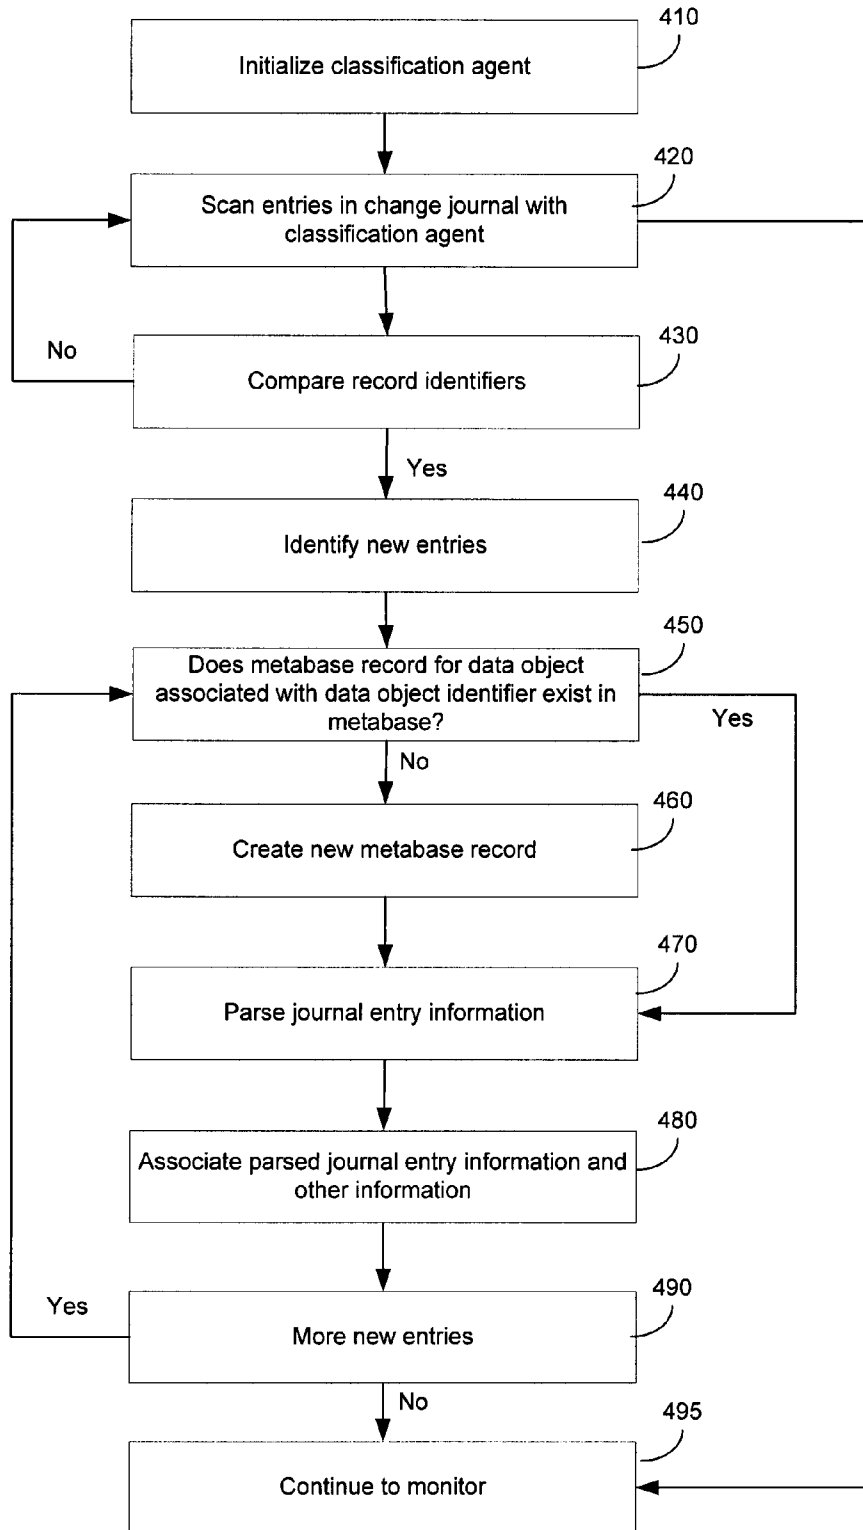 410
Initialize classification agent
420
Scan entries in change journal with
classification agent
430
No
Compare record identifiers
Yes
440
Identify new entries
450
Does metabase record for data object
associated with data object identifier exist in
metabase?
Yes
No
460
Create new metabase record
470
Parse journal entry information
480
Associate parsed journal entry information and
other information
490
Yes
More new entries
No
495
Continue to monitor